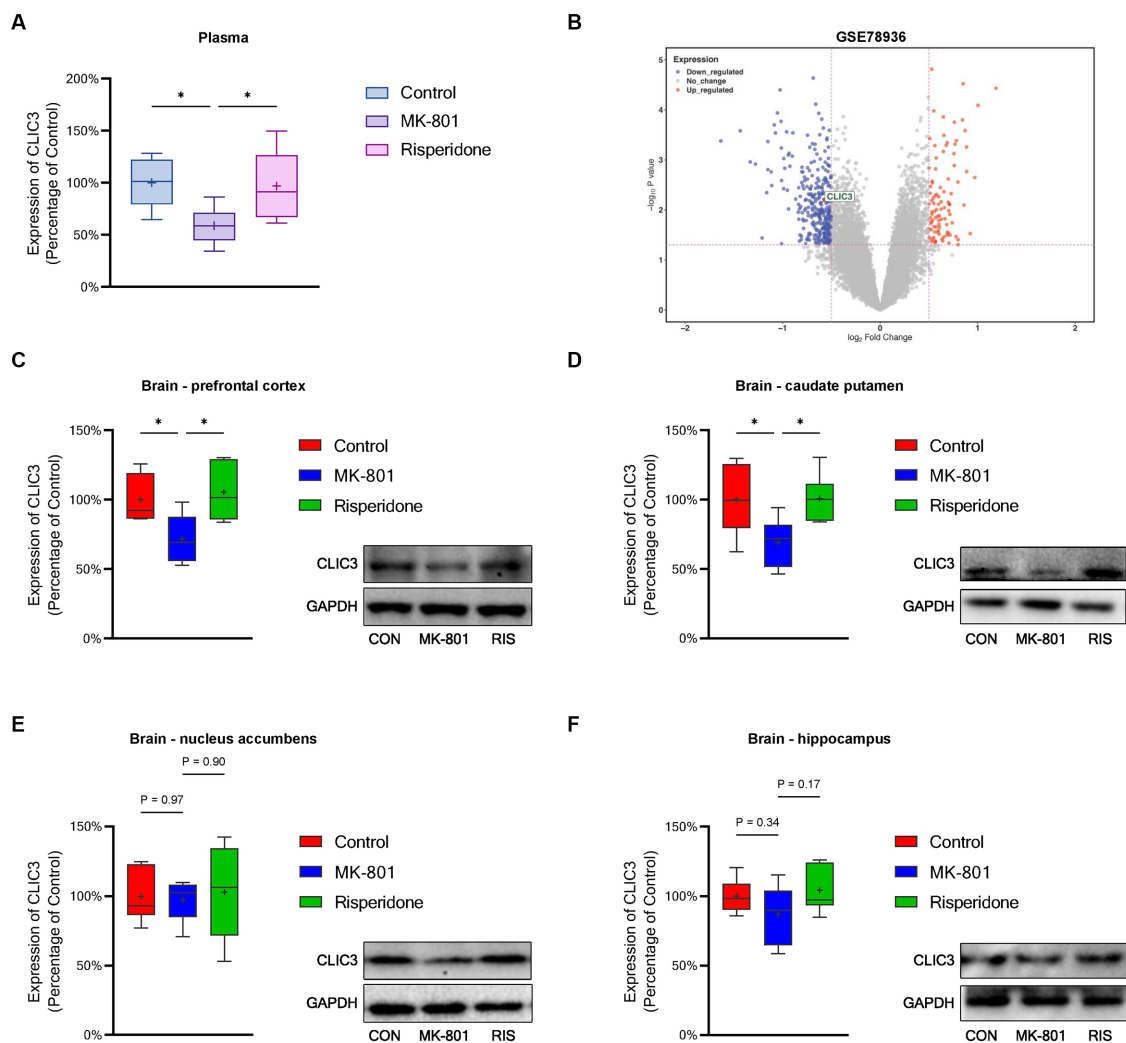 A
Plasma
Expression of CLIC3
(Percentage of Control)
200%
150%
100%
50%
0%
* *
Control
MK-801
Risperidone
B
GSE78936
Expression
Down_regulated
No_change
Up_regulated
CLIC3
−log₁₀ P value
5
4
3
2
1
0
−2 −1 0 1 2
log₂ Fold Change
C
Brain - prefrontal cortex
Expression of CLIC3
(Percentage of Control)
150%
100%
50%
0%
* *
Control
MK-801
Risperidone
CLIC3
GAPDH
CON MK-801 RIS
D
Brain - caudate putamen
Expression of CLIC3
(Percentage of Control)
150%
100%
50%
0%
* *
Control
MK-801
Risperidone
CLIC3
GAPDH
CON MK-801 RIS
E
Brain - nucleus accumbens
P = 0.90
P = 0.97
Expression of CLIC3
(Percentage of Control)
150%
100%
50%
0%
Control
MK-801
Risperidone
CLIC3
GAPDH
CON MK-801 RIS
F
Brain - hippocampus
P = 0.17
P = 0.34
Expression of CLIC3
(Percentage of Control)
150%
100%
50%
0%
Control
MK-801
Risperidone
CLIC3
GAPDH
CON MK-801 RIS